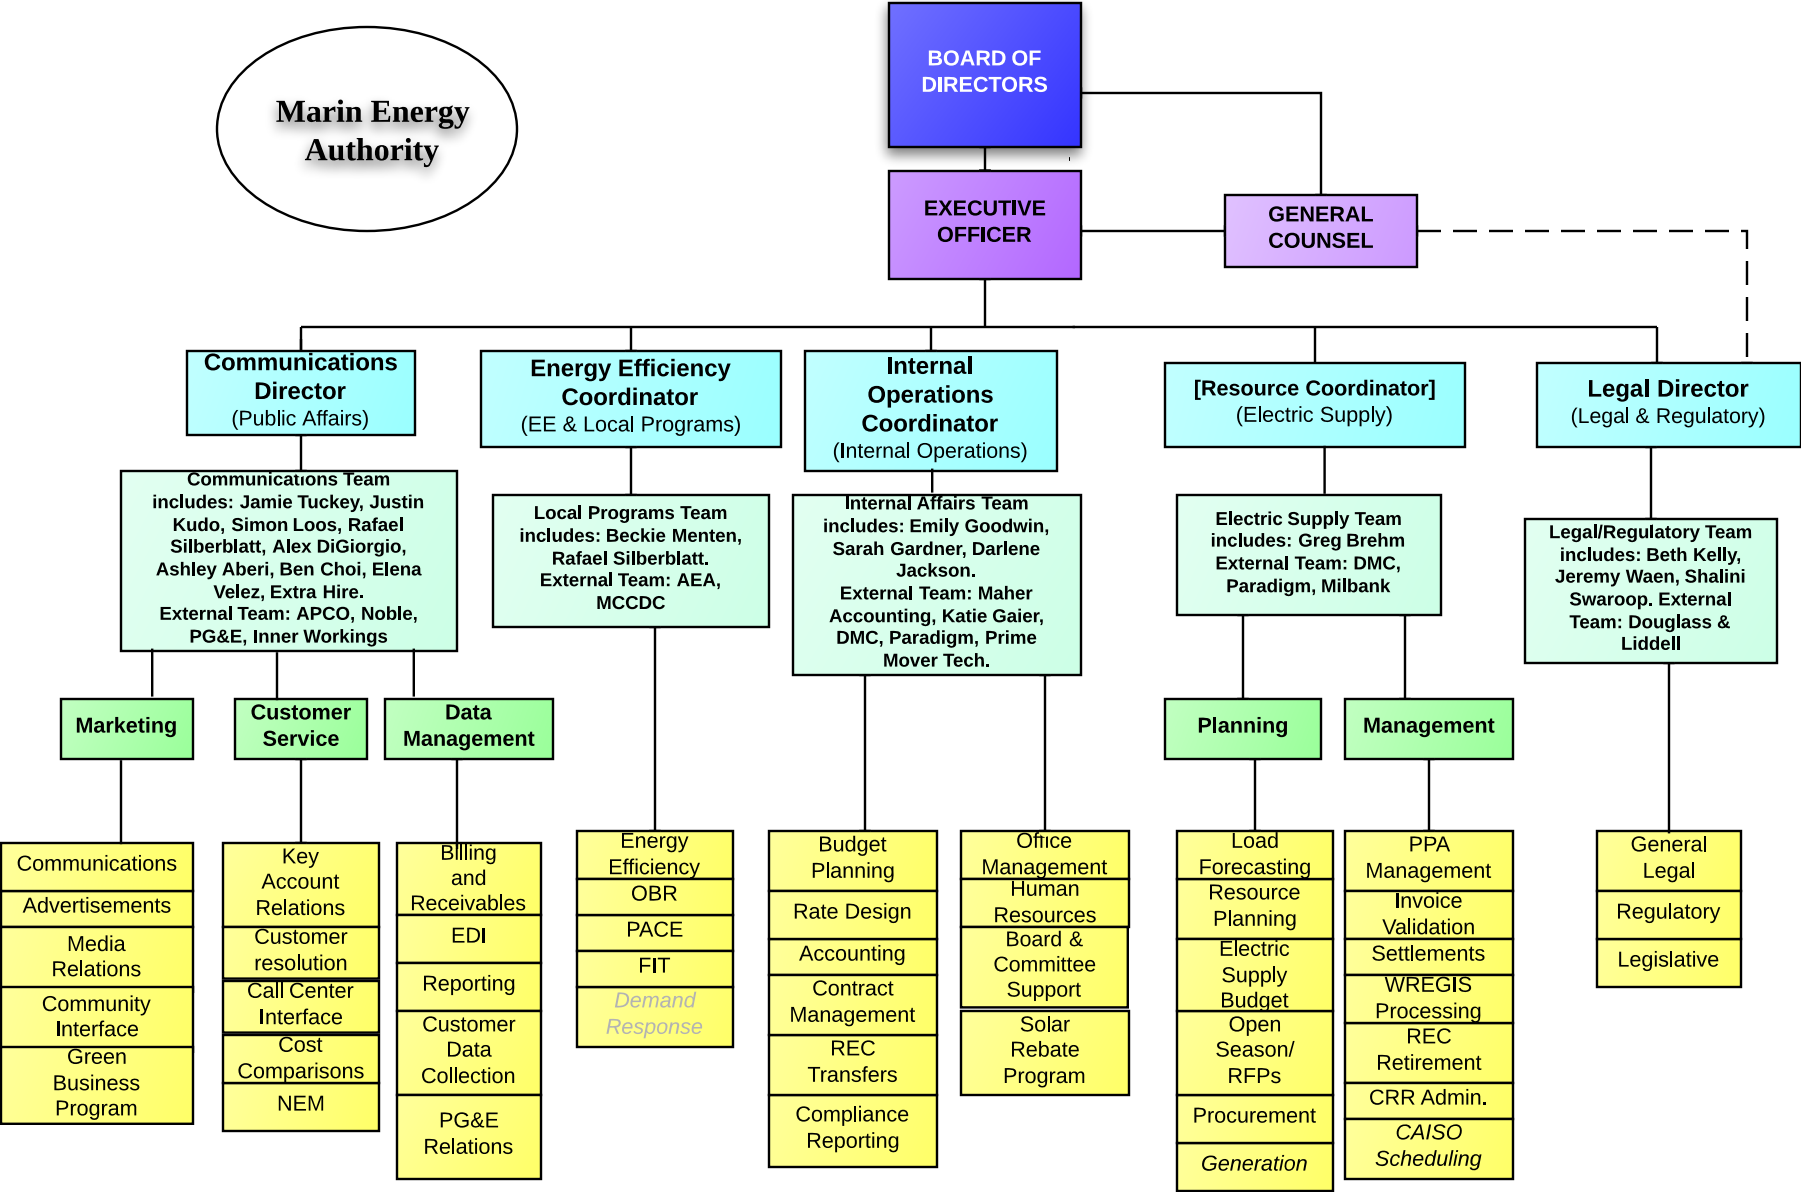 Marin Energy
Authority
BOARD OF
DIRECTORS
EXECUTIVE
OFFICER
GENERAL
COUNSEL
Communications
Director
(Public Affairs)
Energy Efficiency
Coordinator
(EE & Local Programs)
Internal
Operations
Coordinator
(Internal Operations)
[Resource Coordinator]
(Electric Supply)
Legal Director
(Legal & Regulatory)
Communications Team
includes: Jamie Tuckey, Justin
Kudo, Simon Loos, Rafael
Silberblatt, Alex DiGiorgio,
Ashley Aberi, Ben Choi, Elena
Velez, Extra Hire.
External Team: APCO, Noble,
PG&E, Inner Workings
Local Programs Team
includes: Beckie Menten,
Rafael Silberblatt.
External Team: AEA,
MCCDC
Internal Affairs Team
includes: Emily Goodwin,
Sarah Gardner, Darlene
Jackson.
External Team: Maher
Accounting, Katie Gaier,
DMC, Paradigm, Prime
Mover Tech.
Electric Supply Team
includes: Greg Brehm
External Team: DMC,
Paradigm, Milbank
Legal/Regulatory Team
includes: Beth Kelly,
Jeremy Waen, Shalini
Swaroop. External
Team: Douglass &
Liddell
Marketing
Customer
Service
Data
Management
Planning
Management
Communications
Advertisements
Media
Relations
Community
Interface
Green
Business
Program
Key
Account
Relations
Customer
resolution
Call Center
Interface
Cost
Comparisons
NEM
Billing
and
Receivables
EDI
Reporting
Customer
Data
Collection
PG&E
Relations
Energy
Efficiency
OBR
PACE
FIT
Demand
Response
Budget
Planning
Rate Design
Accounting
Contract
Management
REC
Transfers
Compliance
Reporting
Office
Management
Human
Resources
Board &
Committee
Support
Solar
Rebate
Program
Load
Forecasting
Resource
Planning
Electric
Supply
Budget
Open
Season/
RFPs
Procurement
Generation
PPA
Management
Invoice
Validation
Settlements
WREGIS
Processing
REC
Retirement
CRR Admin.
CAISO
Scheduling
General
Legal
Regulatory
Legislative